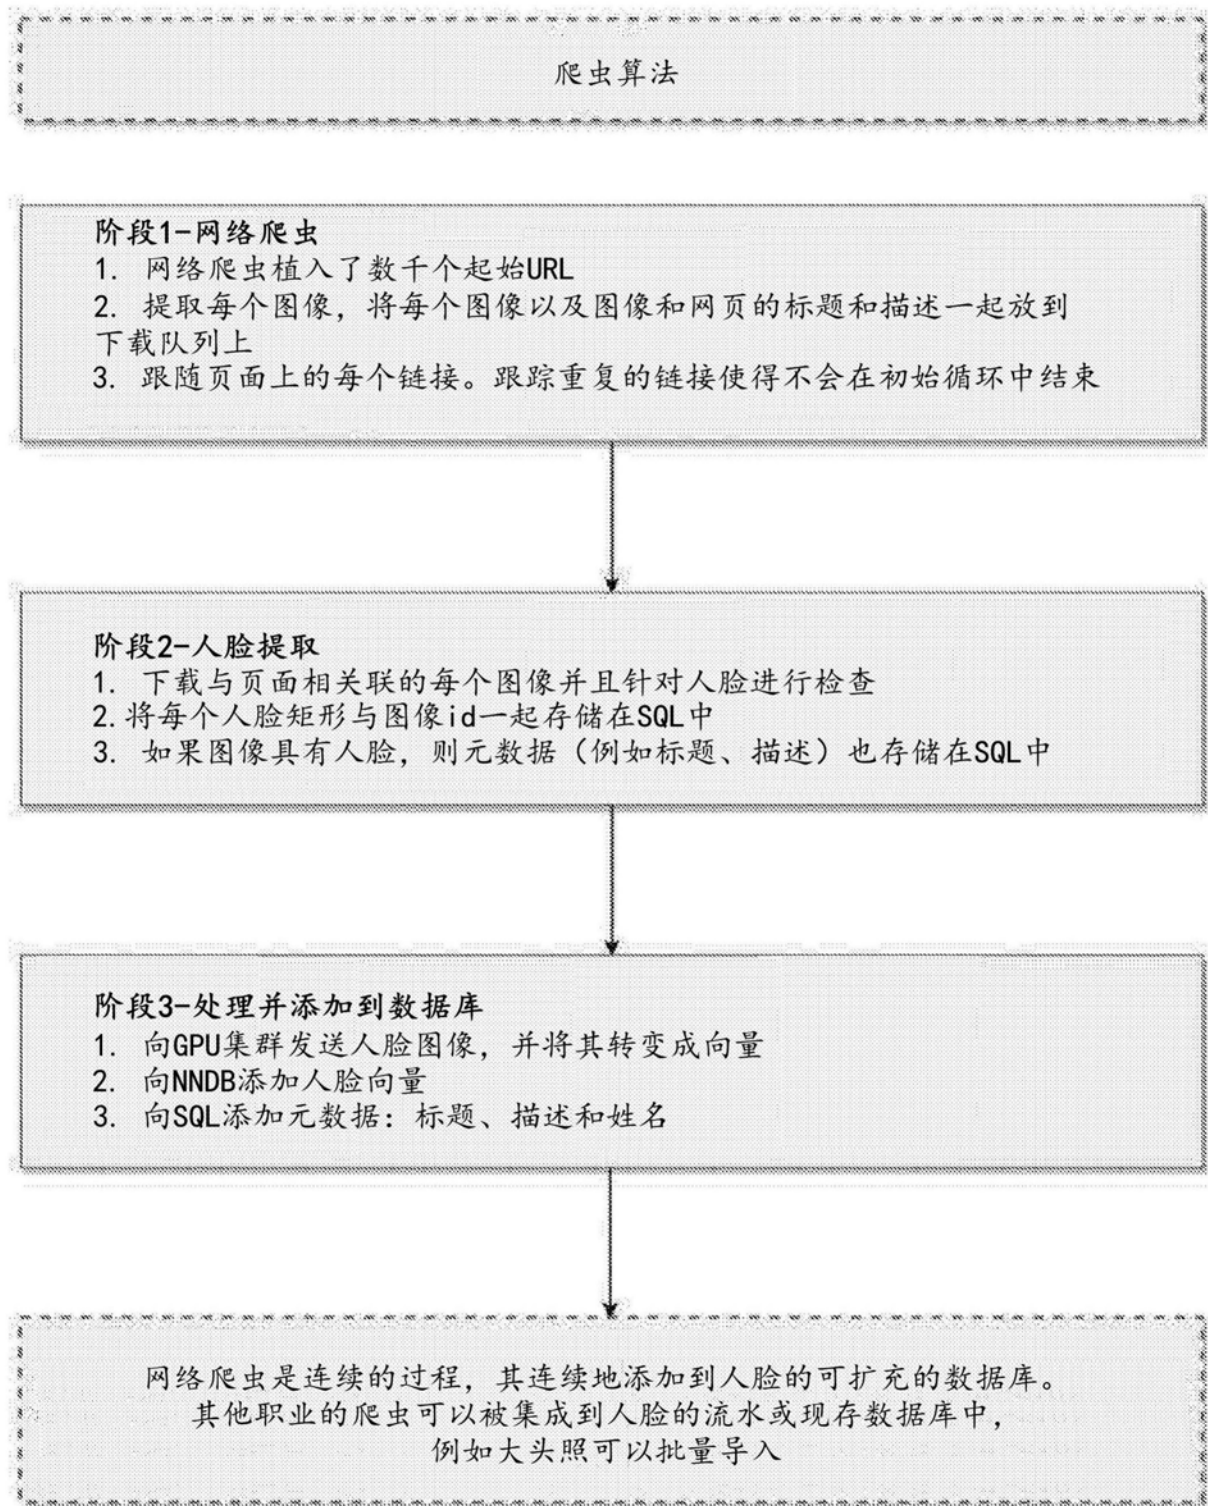 爬虫算法
阶段1-网络爬虫
1. 网络爬虫植入了数千个起始URL
2. 提取每个图像，将每个图像以及图像和网页的标题和描述一起放到
下载队列上
3. 跟随页面上的每个链接。跟踪重复的链接使得不会在初始循环中结束
阶段2-人脸提取
1. 下载与页面相关联的每个图像并且针对人脸进行检查
2.将每个人脸矩形与图像id一起存储在SQL中
3. 如果图像具有人脸，则元数据（例如标题、描述）也存储在SQL中
阶段3-处理并添加到数据库
1. 向GPU集群发送人脸图像，并将其转变成向量
2. 向NNDB添加人脸向量
3. 向SQL添加元数据：标题、描述和姓名
网络爬虫是连续的过程，其连续地添加到人脸的可扩充的数据库。
其他职业的爬虫可以被集成到人脸的流水或现存数据库中，
例如大头照可以批量导入